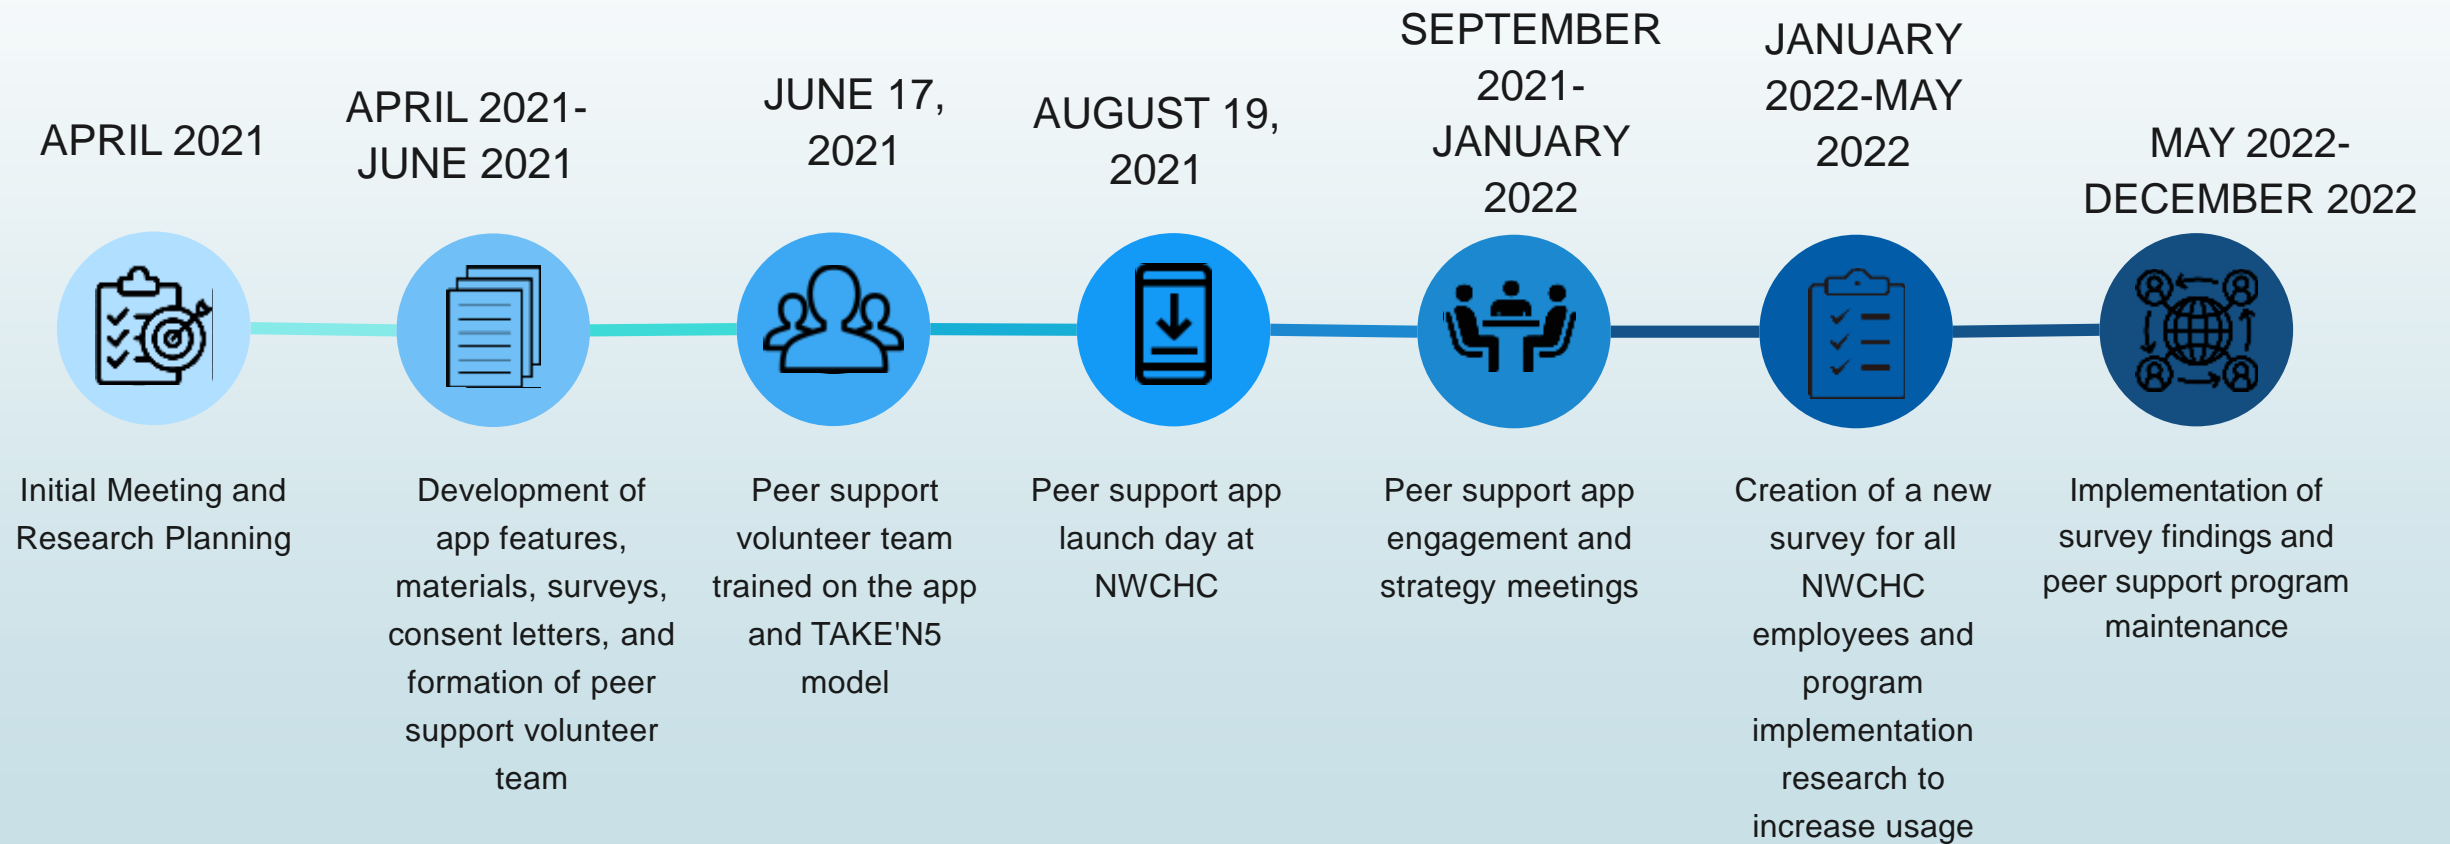 APRIL 2021
Initial Meeting and
Research Planning
APRIL 2021-
JUNE 2021
Development of
app features,
materials, surveys,
consent letters, and
formation of peer
support volunteer
team
JUNE 17,
2021
Peer support
volunteer team
trained on the app
and TAKE'N5
model
AUGUST 19,
2021
Peer support app
launch day at
NWCHC
SEPTEMBER
2021-
JANUARY
2022
Peer support app
engagement and
strategy meetings
JANUARY
2022-MAY
2022
Creation of a new
survey for all
NWCHC
employees and
program
implementation
research to
increase usage
MAY 2022-
DECEMBER 2022
Implementation of
survey findings and
peer support program
maintenance